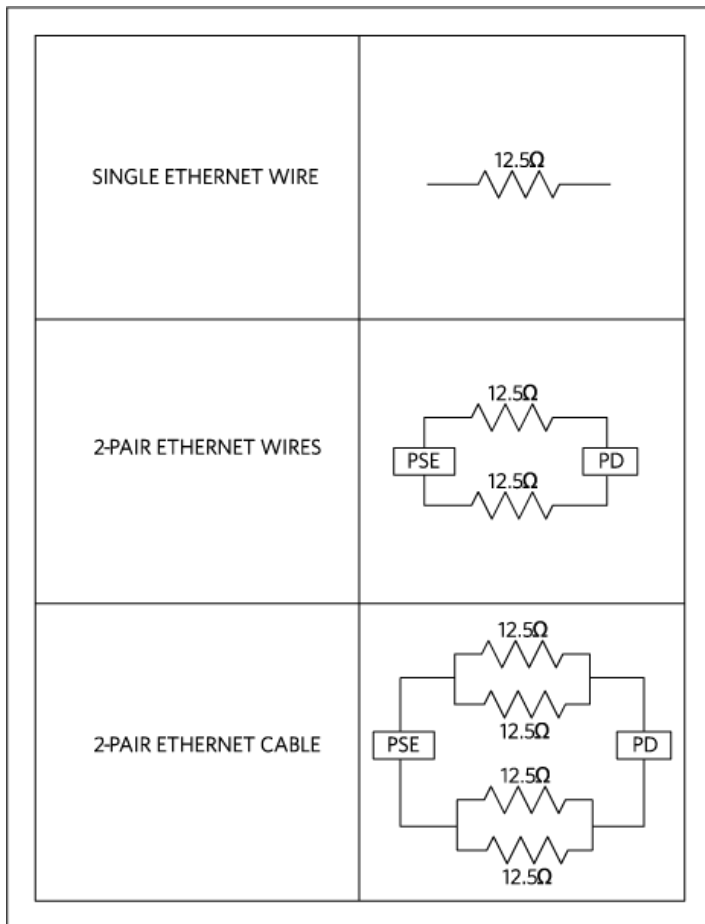 SINGLE ETHERNET WIRE
12.5Ω
2-PAIR ETHERNET WIRES
12.5Ω
PSE
PD
12.5Ω
2-PAIR ETHERNET CABLE
12.5Ω
12.5Ω
PSE
PD
12.5Ω
12.5Ω